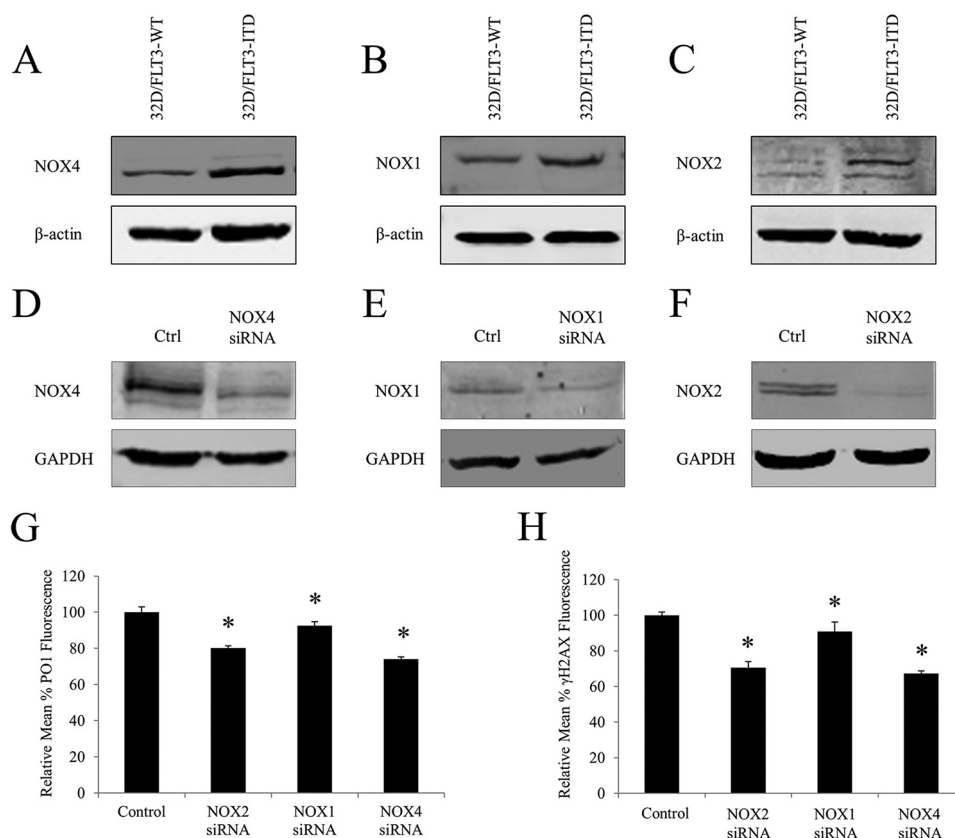 A
32D/FLT3-WT
32D/FLT3-ITD
NOX4
β-actin
B
32D/FLT3-WT
32D/FLT3-ITD
NOX1
β-actin
C
32D/FLT3-WT
32D/FLT3-ITD
NOX2
β-actin
D
Ctrl
NOX4
siRNA
NOX4
GAPDH
E
Ctrl
NOX1
siRNA
NOX1
GAPDH
F
Ctrl
NOX2
siRNA
NOX2
GAPDH
G
Relative Mean % PO1 Fluorescence
120
100
80
60
40
20
0
*
*
*
Control
NOX2
siRNA
NOX1
siRNA
NOX4
siRNA
H
Relative Mean % γH2AX Fluorescence
120
100
80
60
40
20
0
*
*
*
Control
NOX2
siRNA
NOX1
siRNA
NOX4
siRNA